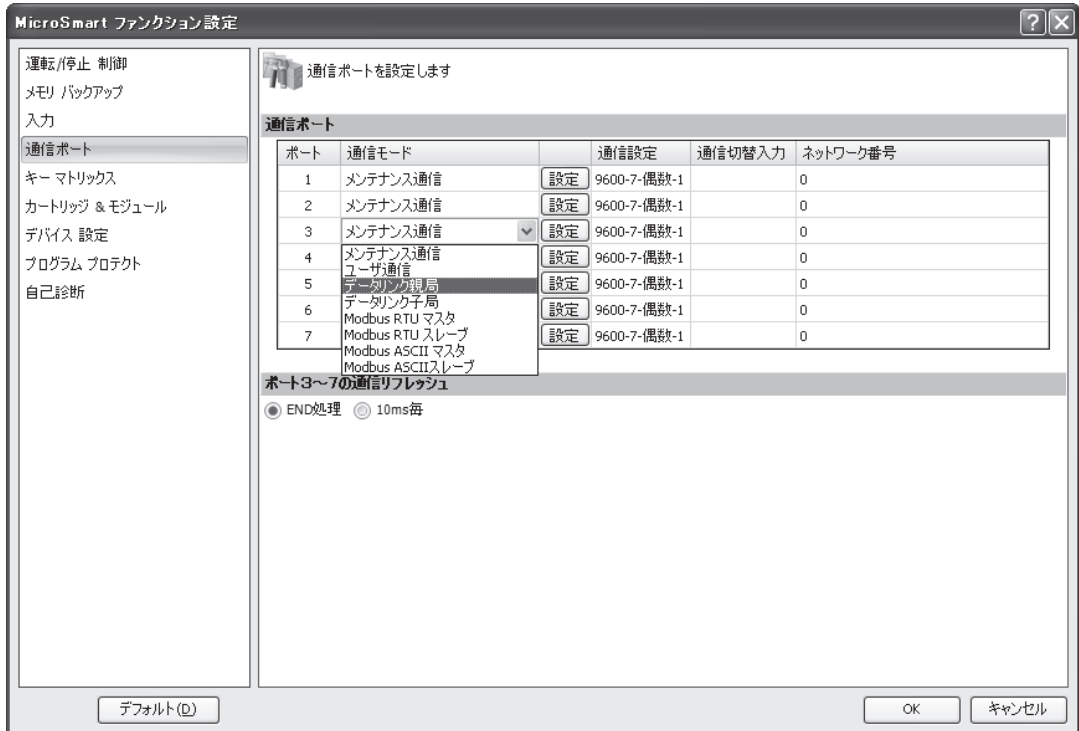 MicroSmart ファンクション設定
運転/停止 制御
メモリ バックアップ
入力
通信ポート
キー マトリックス
カートリッジ & モジュール
デバイス 設定
プログラム プロテクト
自己診断
通信ポートを設定します
通信ポート
ポート 通信モード 通信設定 通信切替入力 ネットワーク番号
1 メンテナンス通信 設定 9600-7-偶数-1 0
2 メンテナンス通信 設定 9600-7-偶数-1 0
3 メンテナンス通信 設定 9600-7-偶数-1 0
4 設定 9600-7-偶数-1 0
5 設定 9600-7-偶数-1 0
6 設定 9600-7-偶数-1 0
7 設定 9600-7-偶数-1 0
メンテナンス通信
ユーザ通信
データリンク親局
データリンク子局
Modbus RTU マスタ
Modbus RTU スレーブ
Modbus ASCII マスタ
Modbus ASCIIスレーブ
ポート3～7の通信リフレッシュ
END処理 10ms毎
デフォルト(D) OK キャンセル